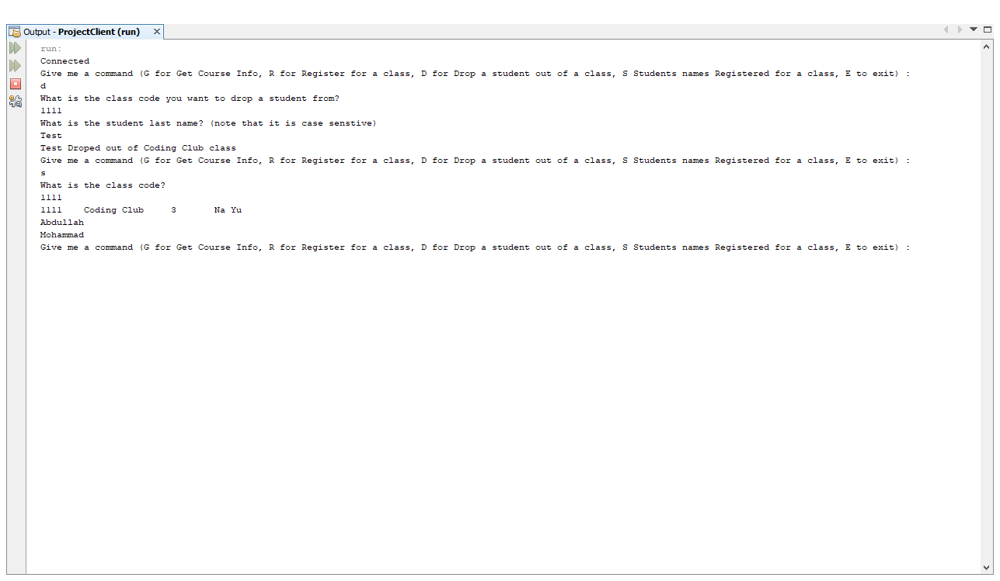 Output - ProjectClient (run)
run:
Connected
Give me a command (G for Get Course Info, R for Register for a class, D for Drop a student out of a class, S Students names Registered for a class, E to exit) :
d
What is the class code you want to drop a student from?
1111
What is the student last name? (note that it is case senstive)
Test
Test Droped out of Coding Club class
Give me a command (G for Get Course Info, R for Register for a class, D for Drop a student out of a class, S Students names Registered for a class, E to exit) :
s
What is the class code?
1111
1111    Coding Club     3       Na Yu
Abdullah
Mohammad
Give me a command (G for Get Course Info, R for Register for a class, D for Drop a student out of a class, S Students names Registered for a class, E to exit) :